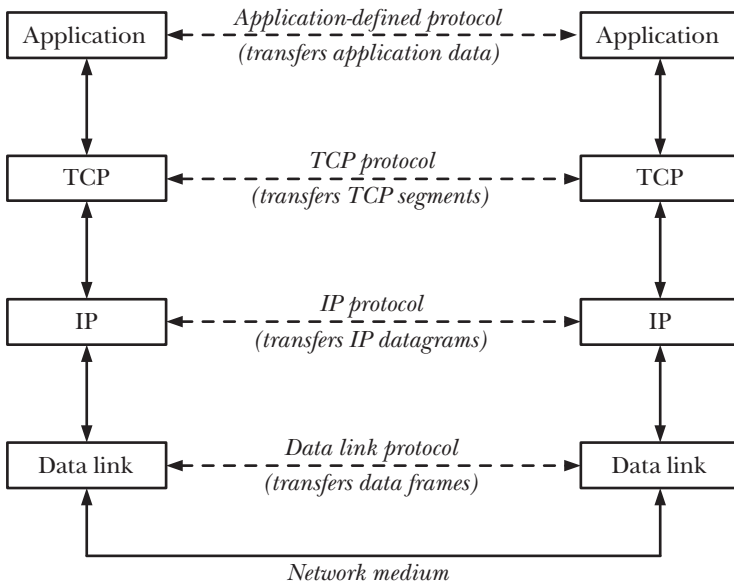 Application-defined protocol
Application
Application
(transfers application data)
TCP protocol
TCP
TCP
(transfers TCP segments)
IP protocol
IP
IP
(transfers IP datagrams)
Data link protocol
Data link
Data link
(transfers data frames)
Network medium